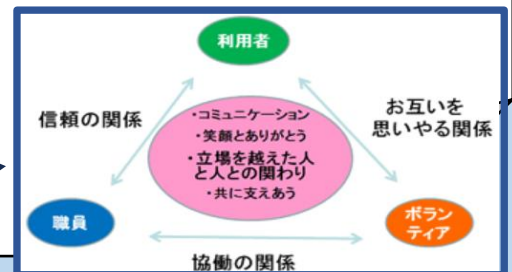 利用者
信頼の関係
お互いを
思いやる関係
・コミュニケーション
・笑顔とありがとう
・立場を越えた人
と人との関わり
・共に支えあう
職員
ボラン
ティア
協働の関係